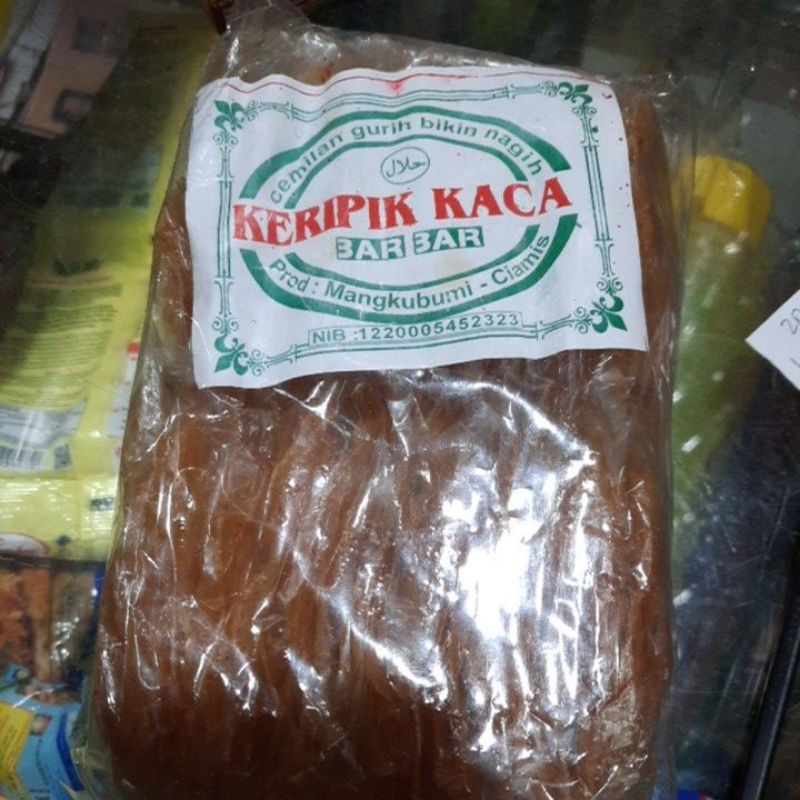 cemilan gurih bikin nagih
حلال
KERIPIK KACA
BAR BAR
Prod : Mangkubumi - Ciamis
NIB :1220005452323